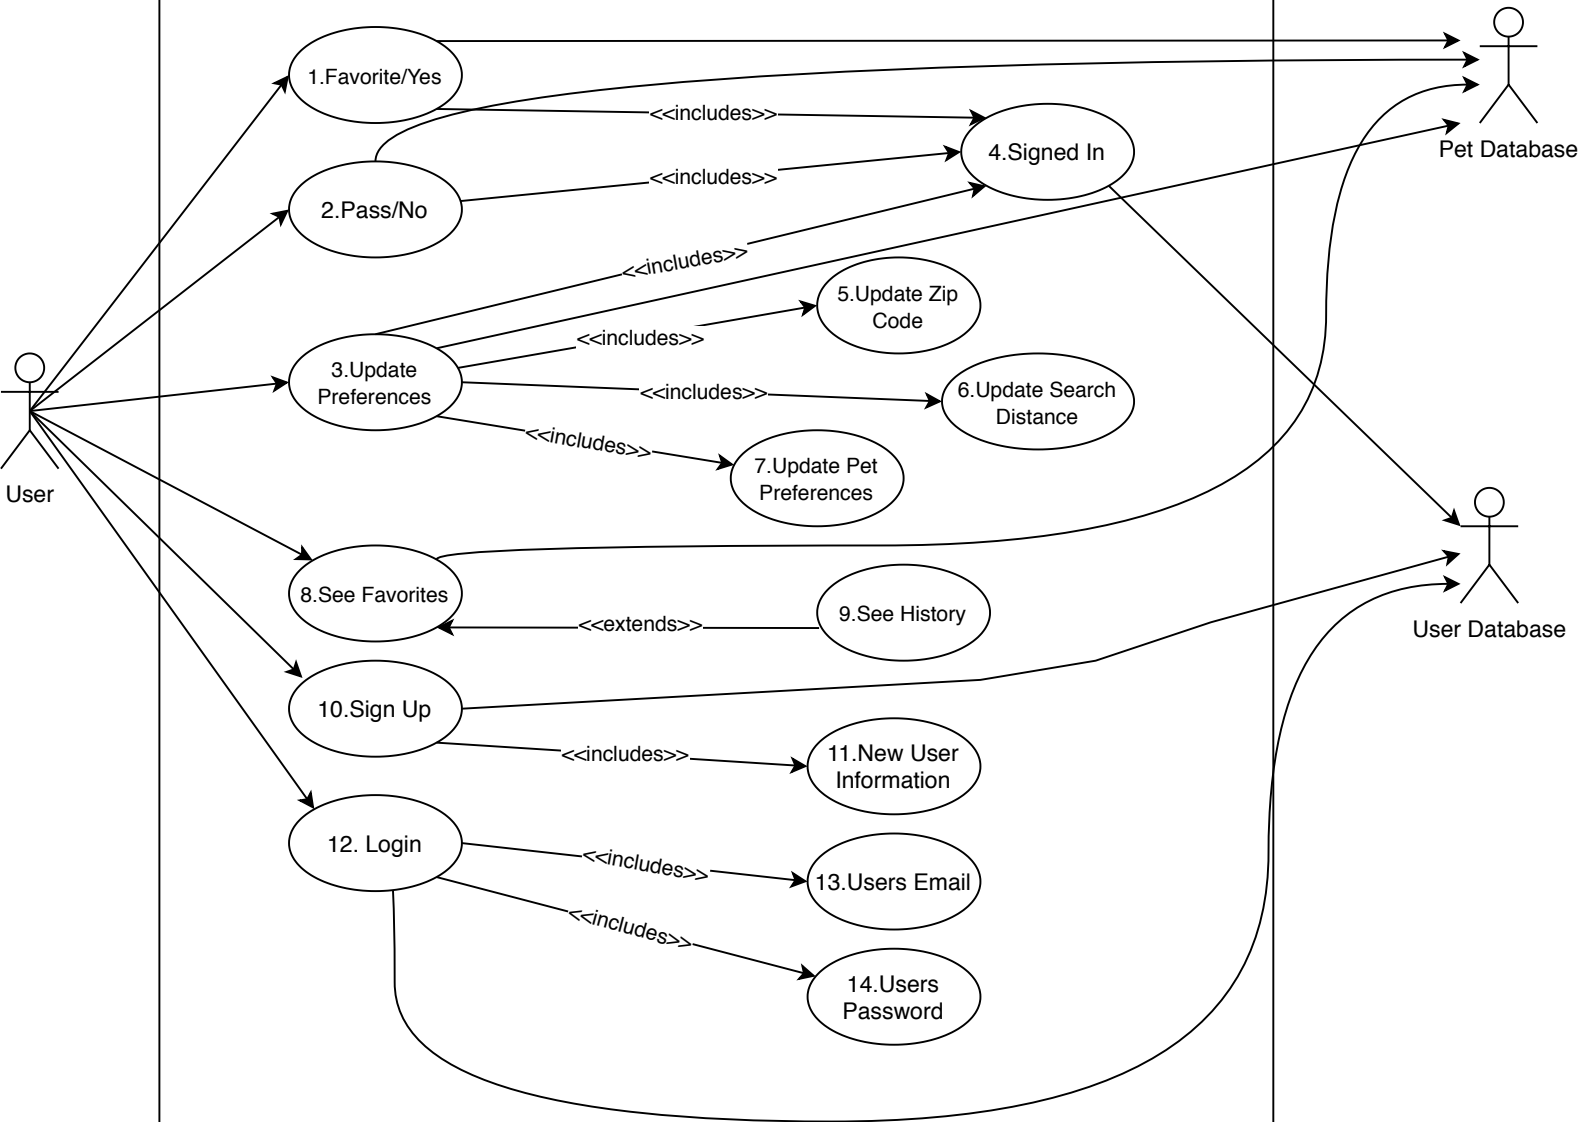 1.Favorite/Yes
<<includes>>
4.Signed In
Pet Database
2.Pass/No
<<includes>>
<<includes>>
5.Update Zip
Code
<<includes>>
3.Update
Preferences
<<includes>>
6.Update Search
Distance
<<includes>>
7.Update Pet
Preferences
User
8.See Favorites
<<extends>>
9.See History
User Database
10.Sign Up
<<includes>>
11.New User
Information
12. Login
<<includes>>
13.Users Email
<<includes>>
14.Users
Password